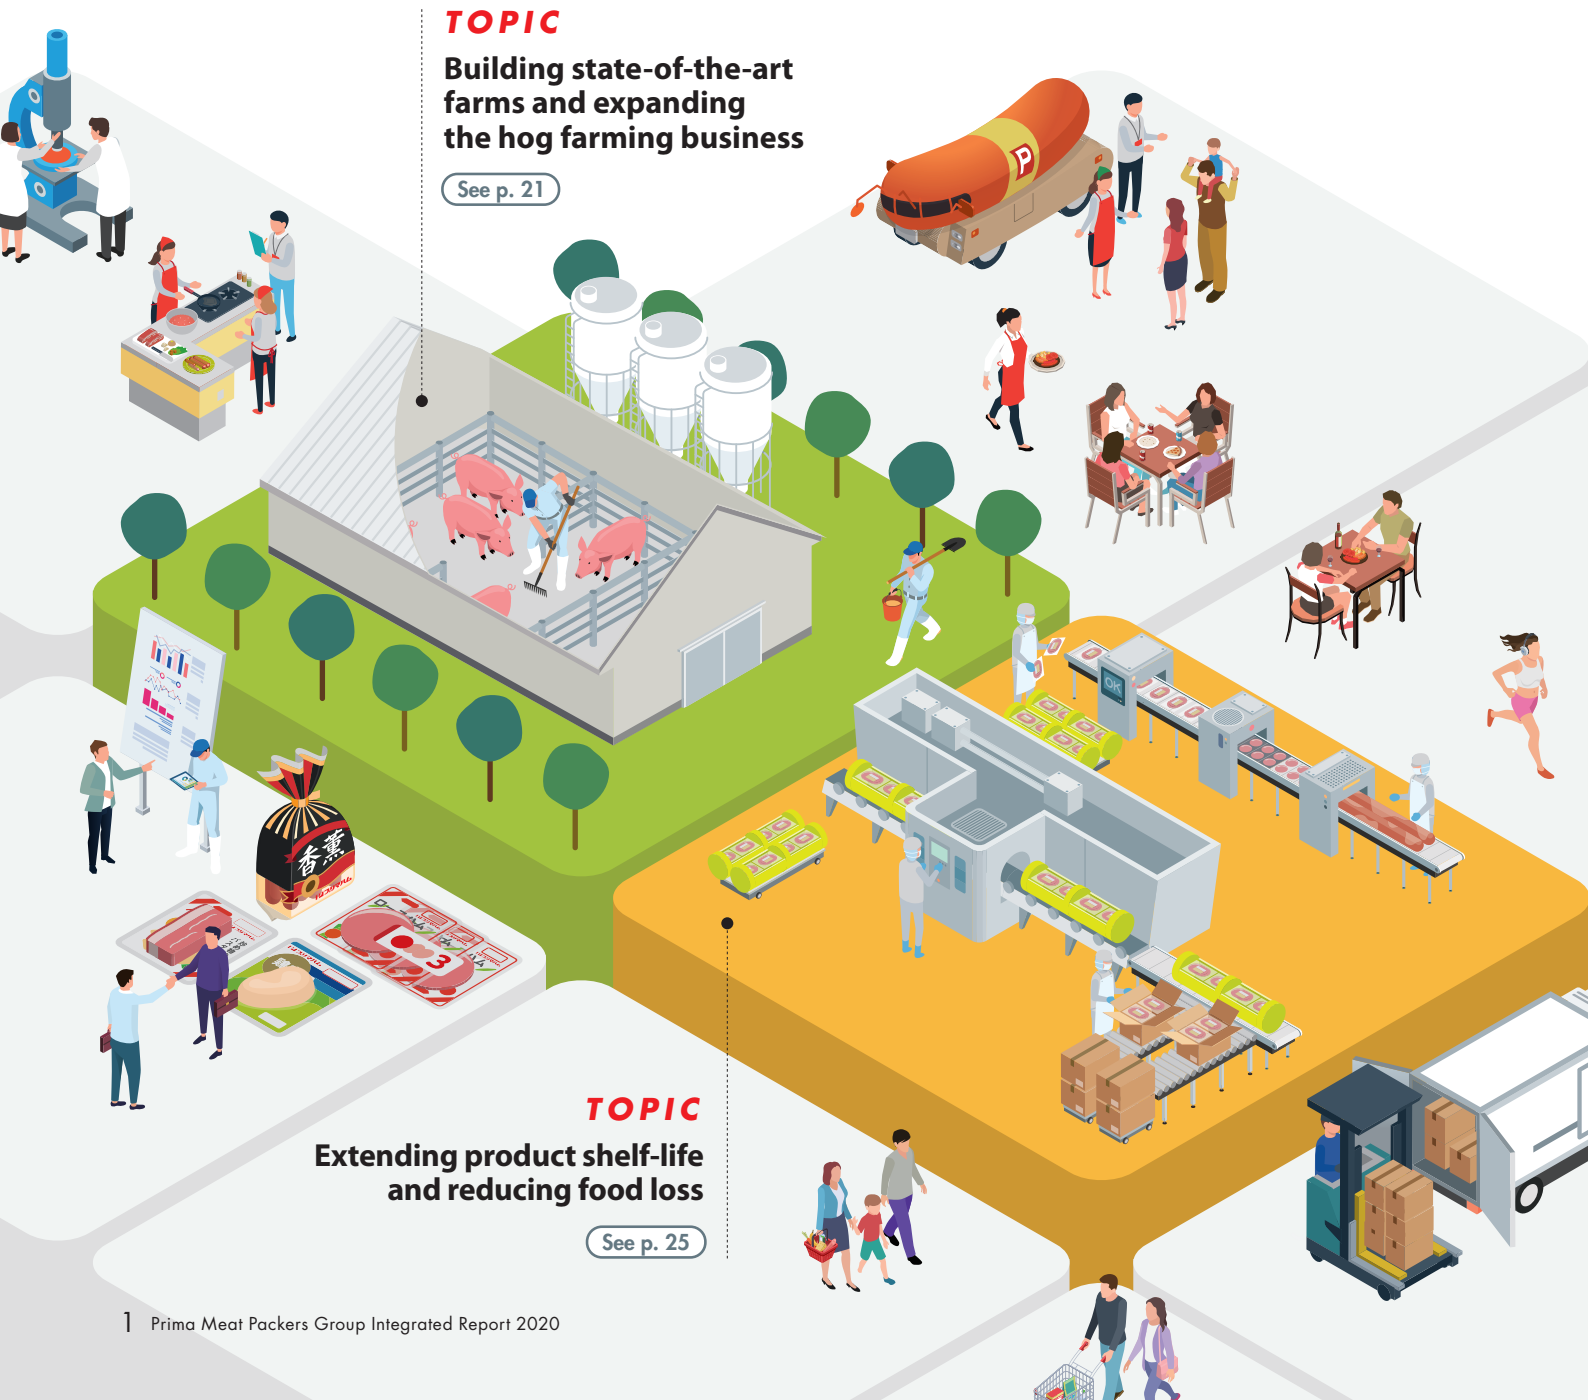 TOPIC
Building state-of-the-art
farms and expanding
the hog farming business
See p. 21
P
OK
香薫
3
TOPIC
Extending product shelf-life
and reducing food loss
See p. 25
1 Prima Meat Packers Group Integrated Report 2020